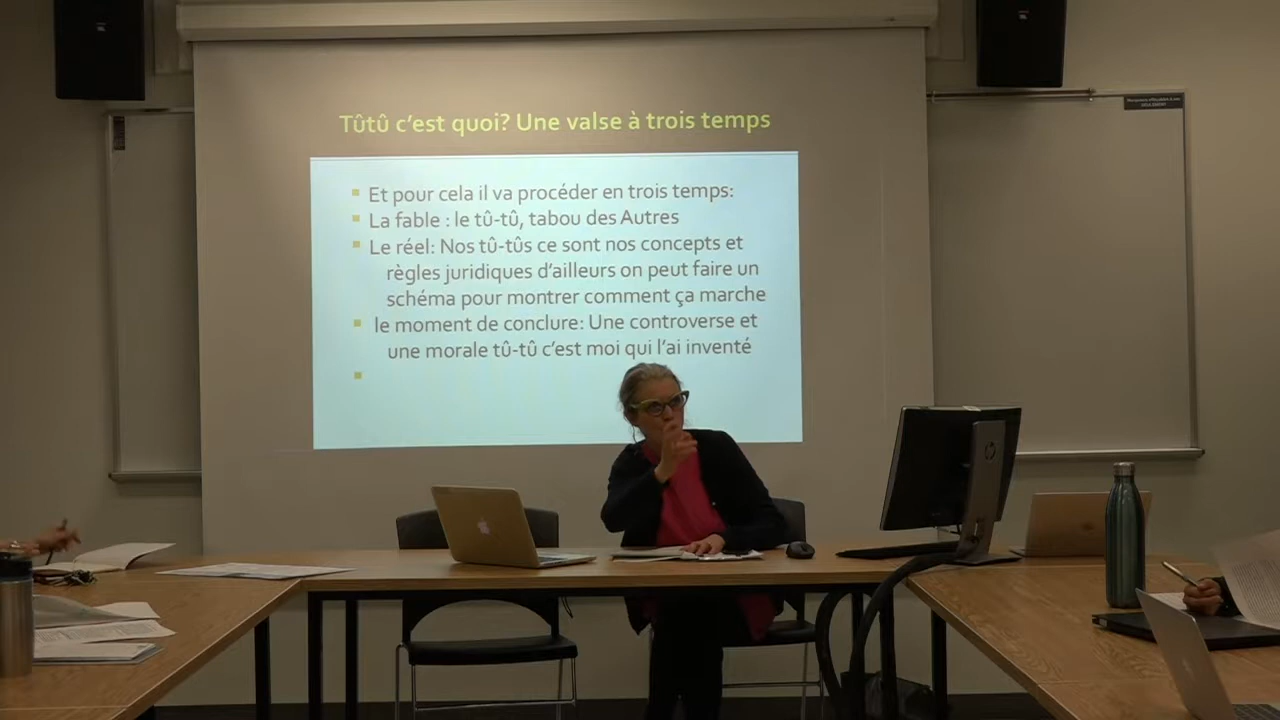 Tûtû c'est quoi? Une valse à trois temps
Et pour cela il va procéder en trois temps:
La fable : le tû-tû, tabou des Autres
Le réel: Nos tû-tûs ce sont nos concepts et
règles juridiques d'ailleurs on peut faire un
schéma pour montrer comment ça marche
le moment de conclure: Une controverse et
une morale tû-tû c'est moi qui l'ai inventé
hp